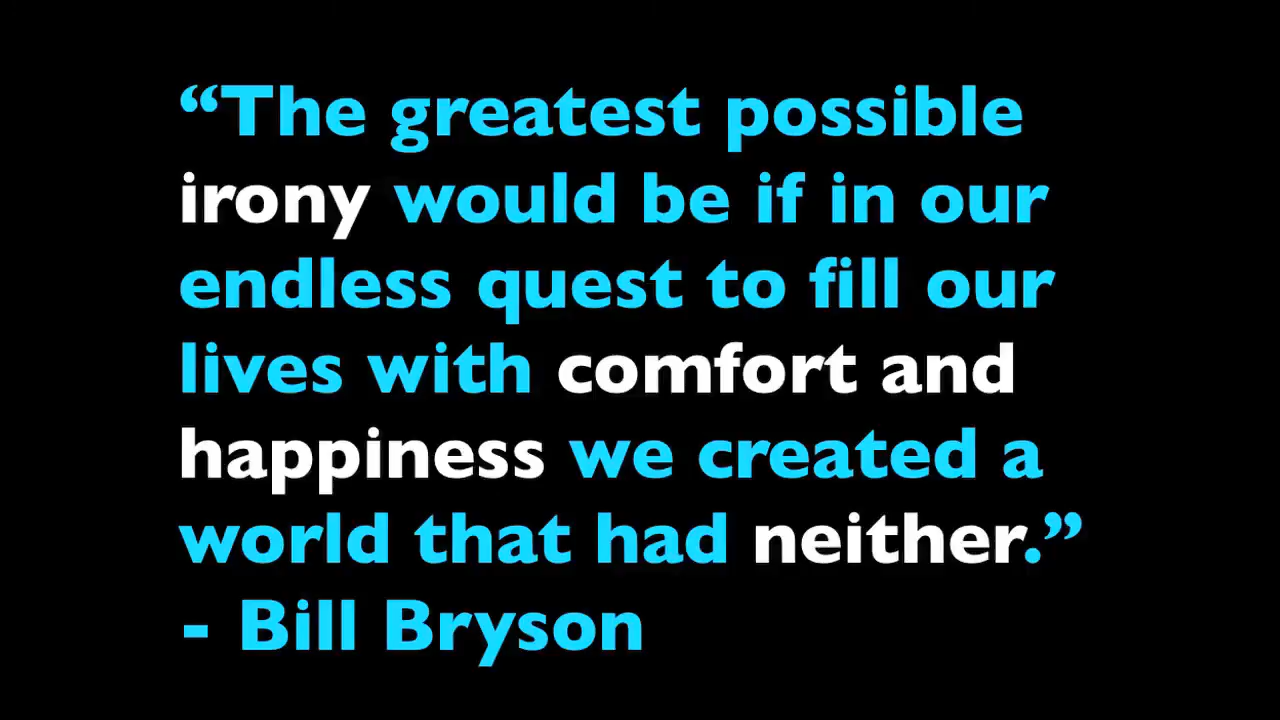 “The greatest possible
irony would be if in our
endless quest to fill our
lives with comfort and
happiness we created a
world that had neither.”
- Bill Bryson